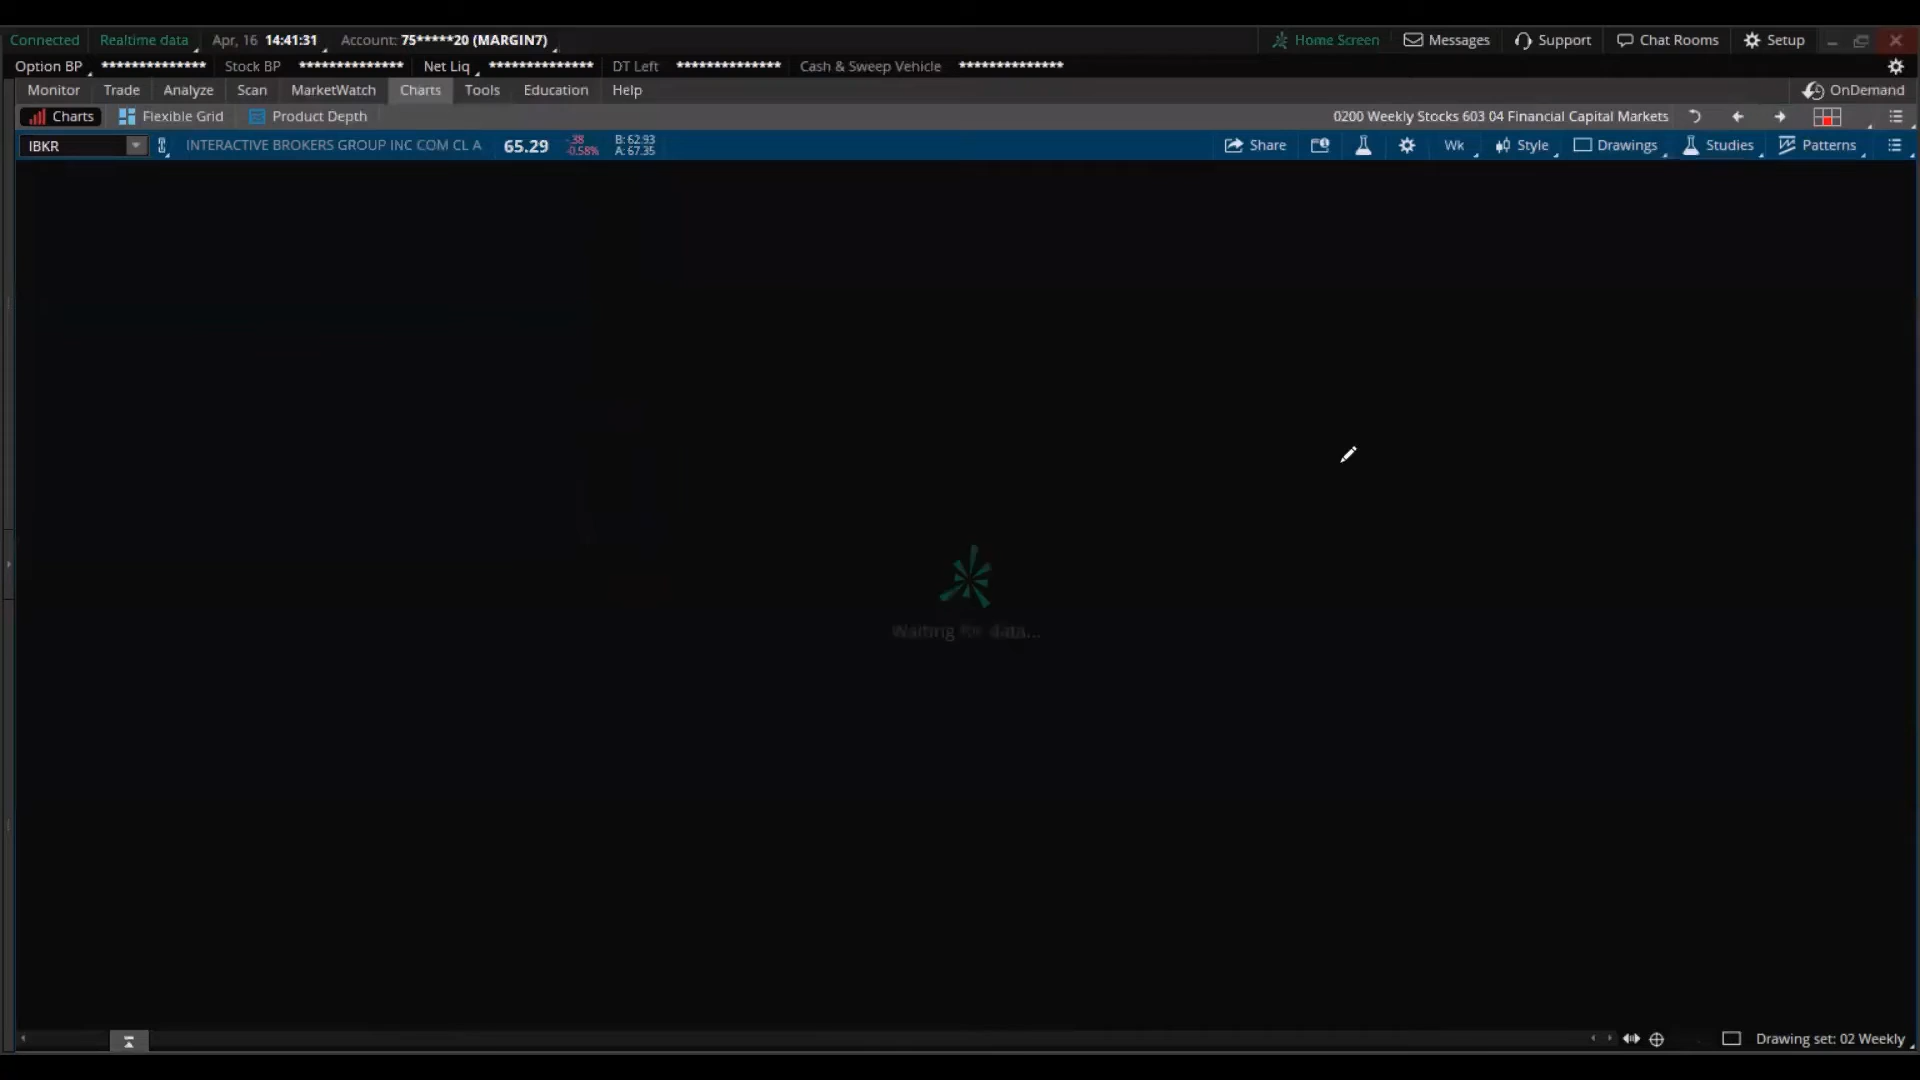 Connected Realtime data Apr, 16 14:41:31 Account: 75*****20 (MARGIN7) Home Screen Messages Support Chat Rooms Setup
Option BP ************** Stock BP ************** Net Liq ************** DT Left ************** Cash & Sweep Vehicle **************
Monitor Trade Analyze Scan MarketWatch Charts Tools Education Help OnDemand
Charts Flexible Grid Product Depth 0200 Weekly Stocks 603 04 Financial Capital Markets
IBKR INTERACTIVE BROKERS GROUP INC COM CL A 65.29 -.38 -0.58% B: 62.93 A: 67.35 Share Wk Style Drawings Studies Patterns
Waiting for data...
Drawing set: 02 Weekly